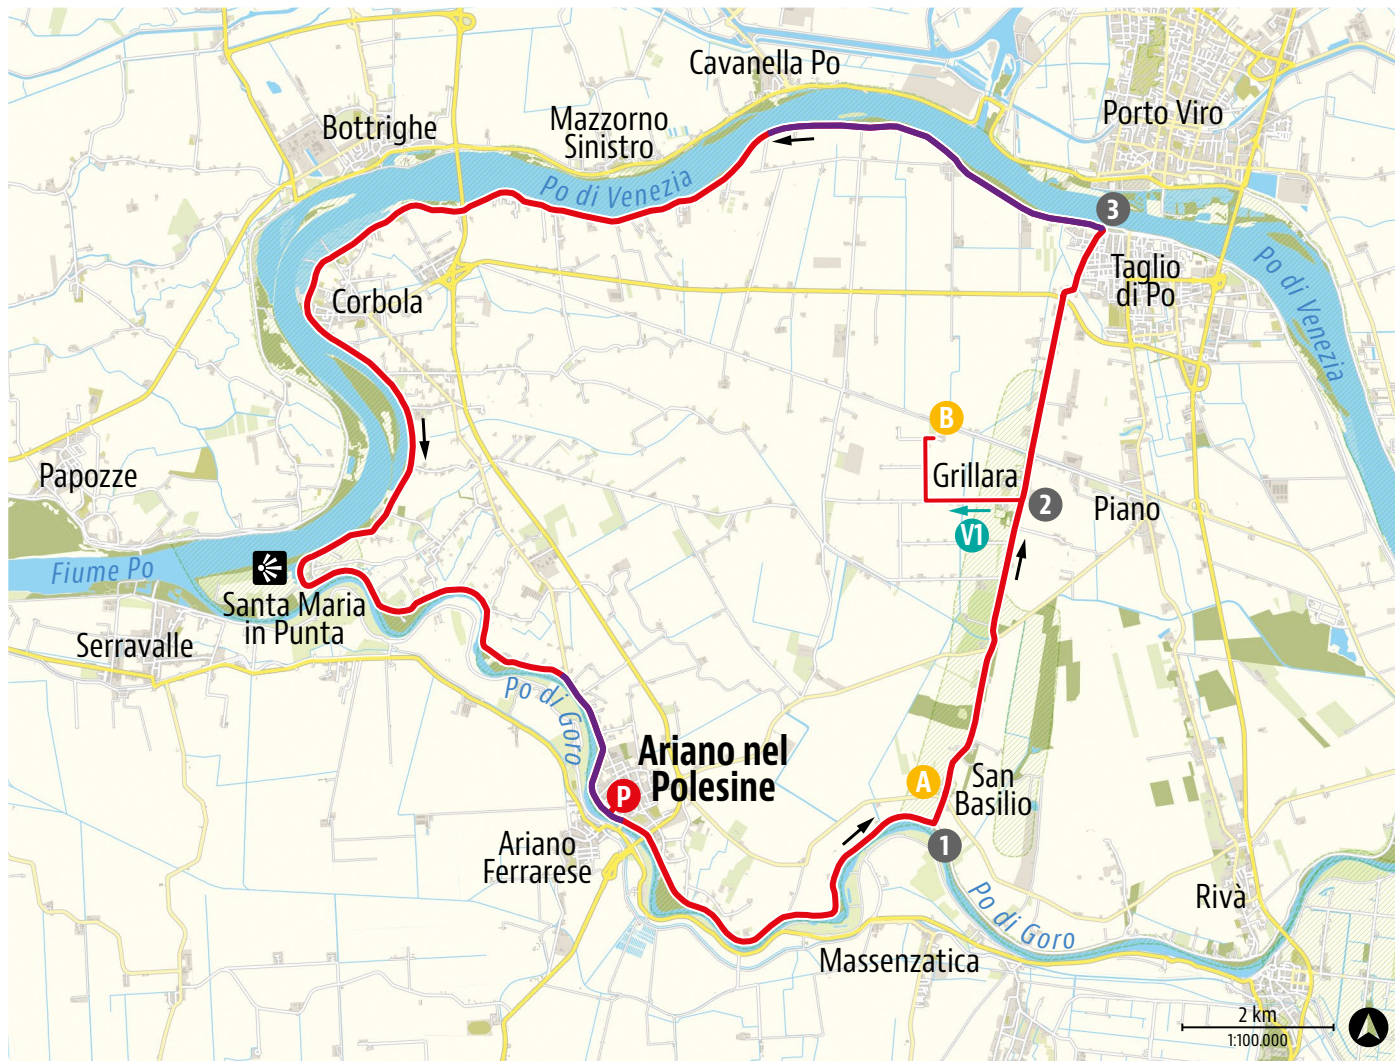 Cavanella Po
Mazzorno
Sinistro
Bottrighe
Porto Viro
Po di Venezia
3
Taglio
di Po
Po di Venezia
Corbola
B
Papozze
Grillara
2
Piano
V1
Fiume Po
Santa Maria
in Punta
Serravalle
Po di Goro
Ariano nel
Polesine
P
A
San
Basilio
Ariano
Ferrarese
1
Rivà
Po di Goro
Massenzatica
2 km
1:100.000